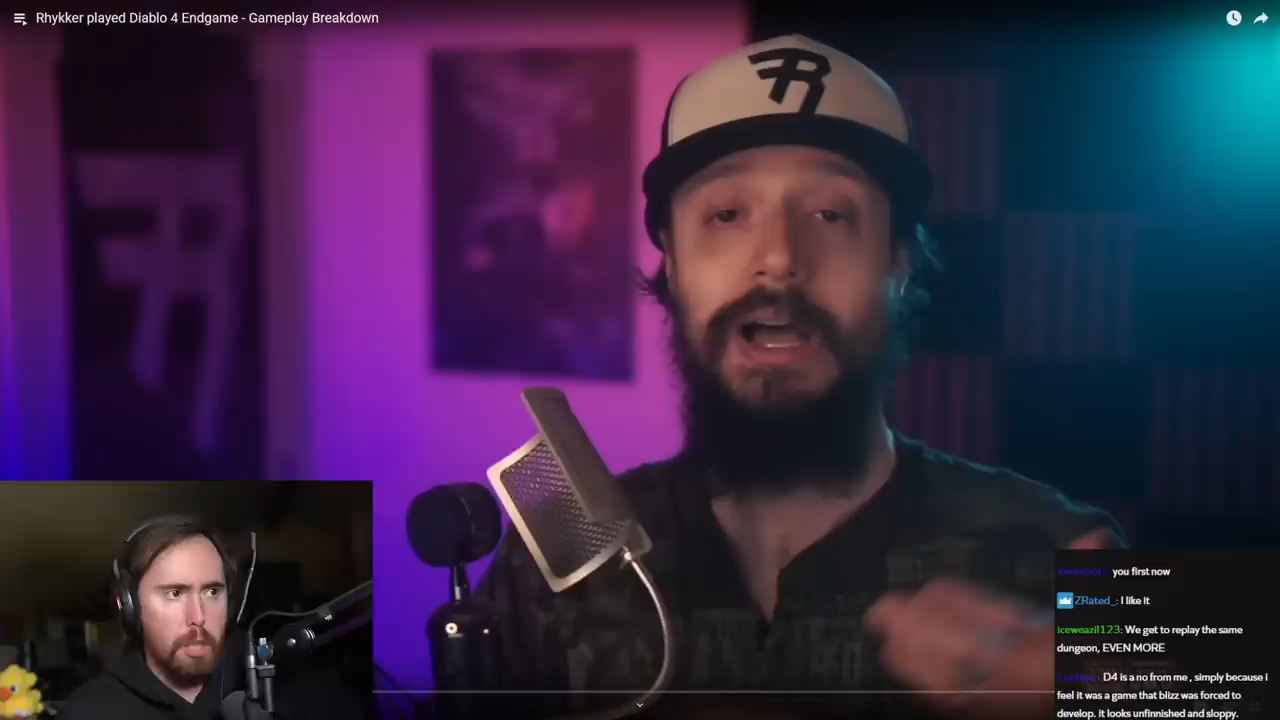 Rhykker played Diablo 4 Endgame - Gameplay Breakdown
you first now
ZRated_: I like it
iceweazil123: We get to replay the same
dungeon, EVEN MORE
D4 is a no from me , simply because i
feel it was a game that bliz was forced to
develop. it looks unfinnished and sloppy.